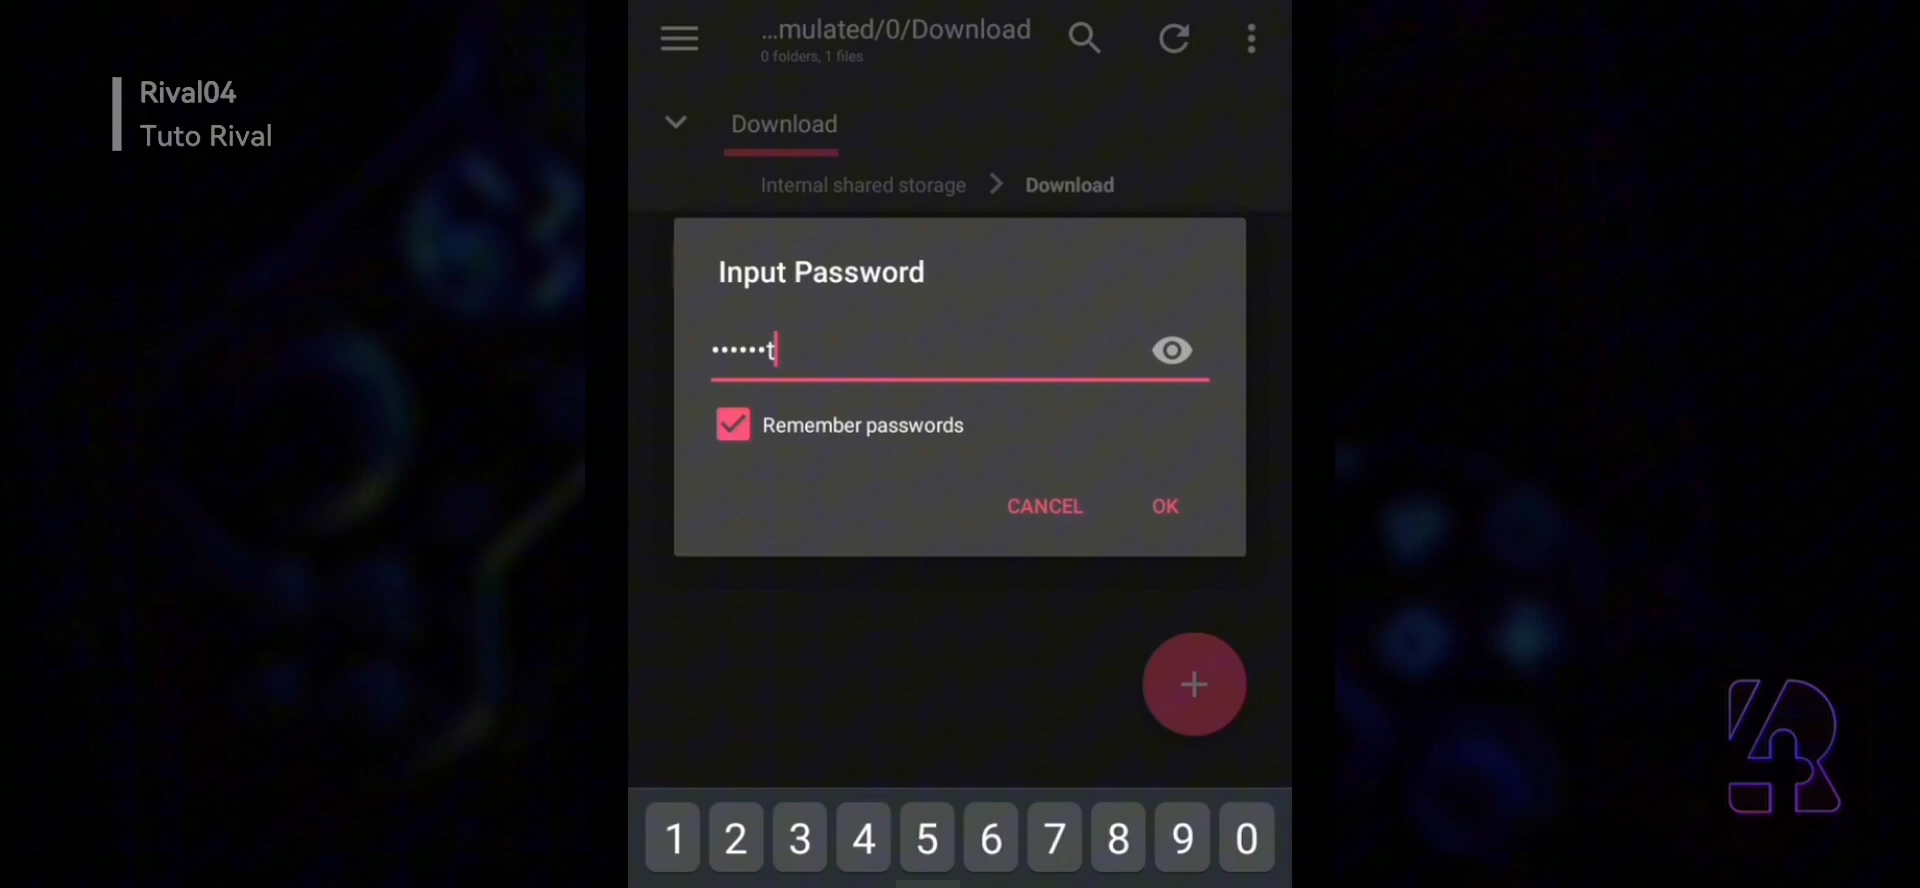 Rival04
Tuto Rival
...mulated/0/Download
0 folders, 1 files
Download
Internal shared storage > Download
Input Password
••••••t
Remember passwords
CANCEL OK
+
1 2 3 4 5 6 7 8 9 0